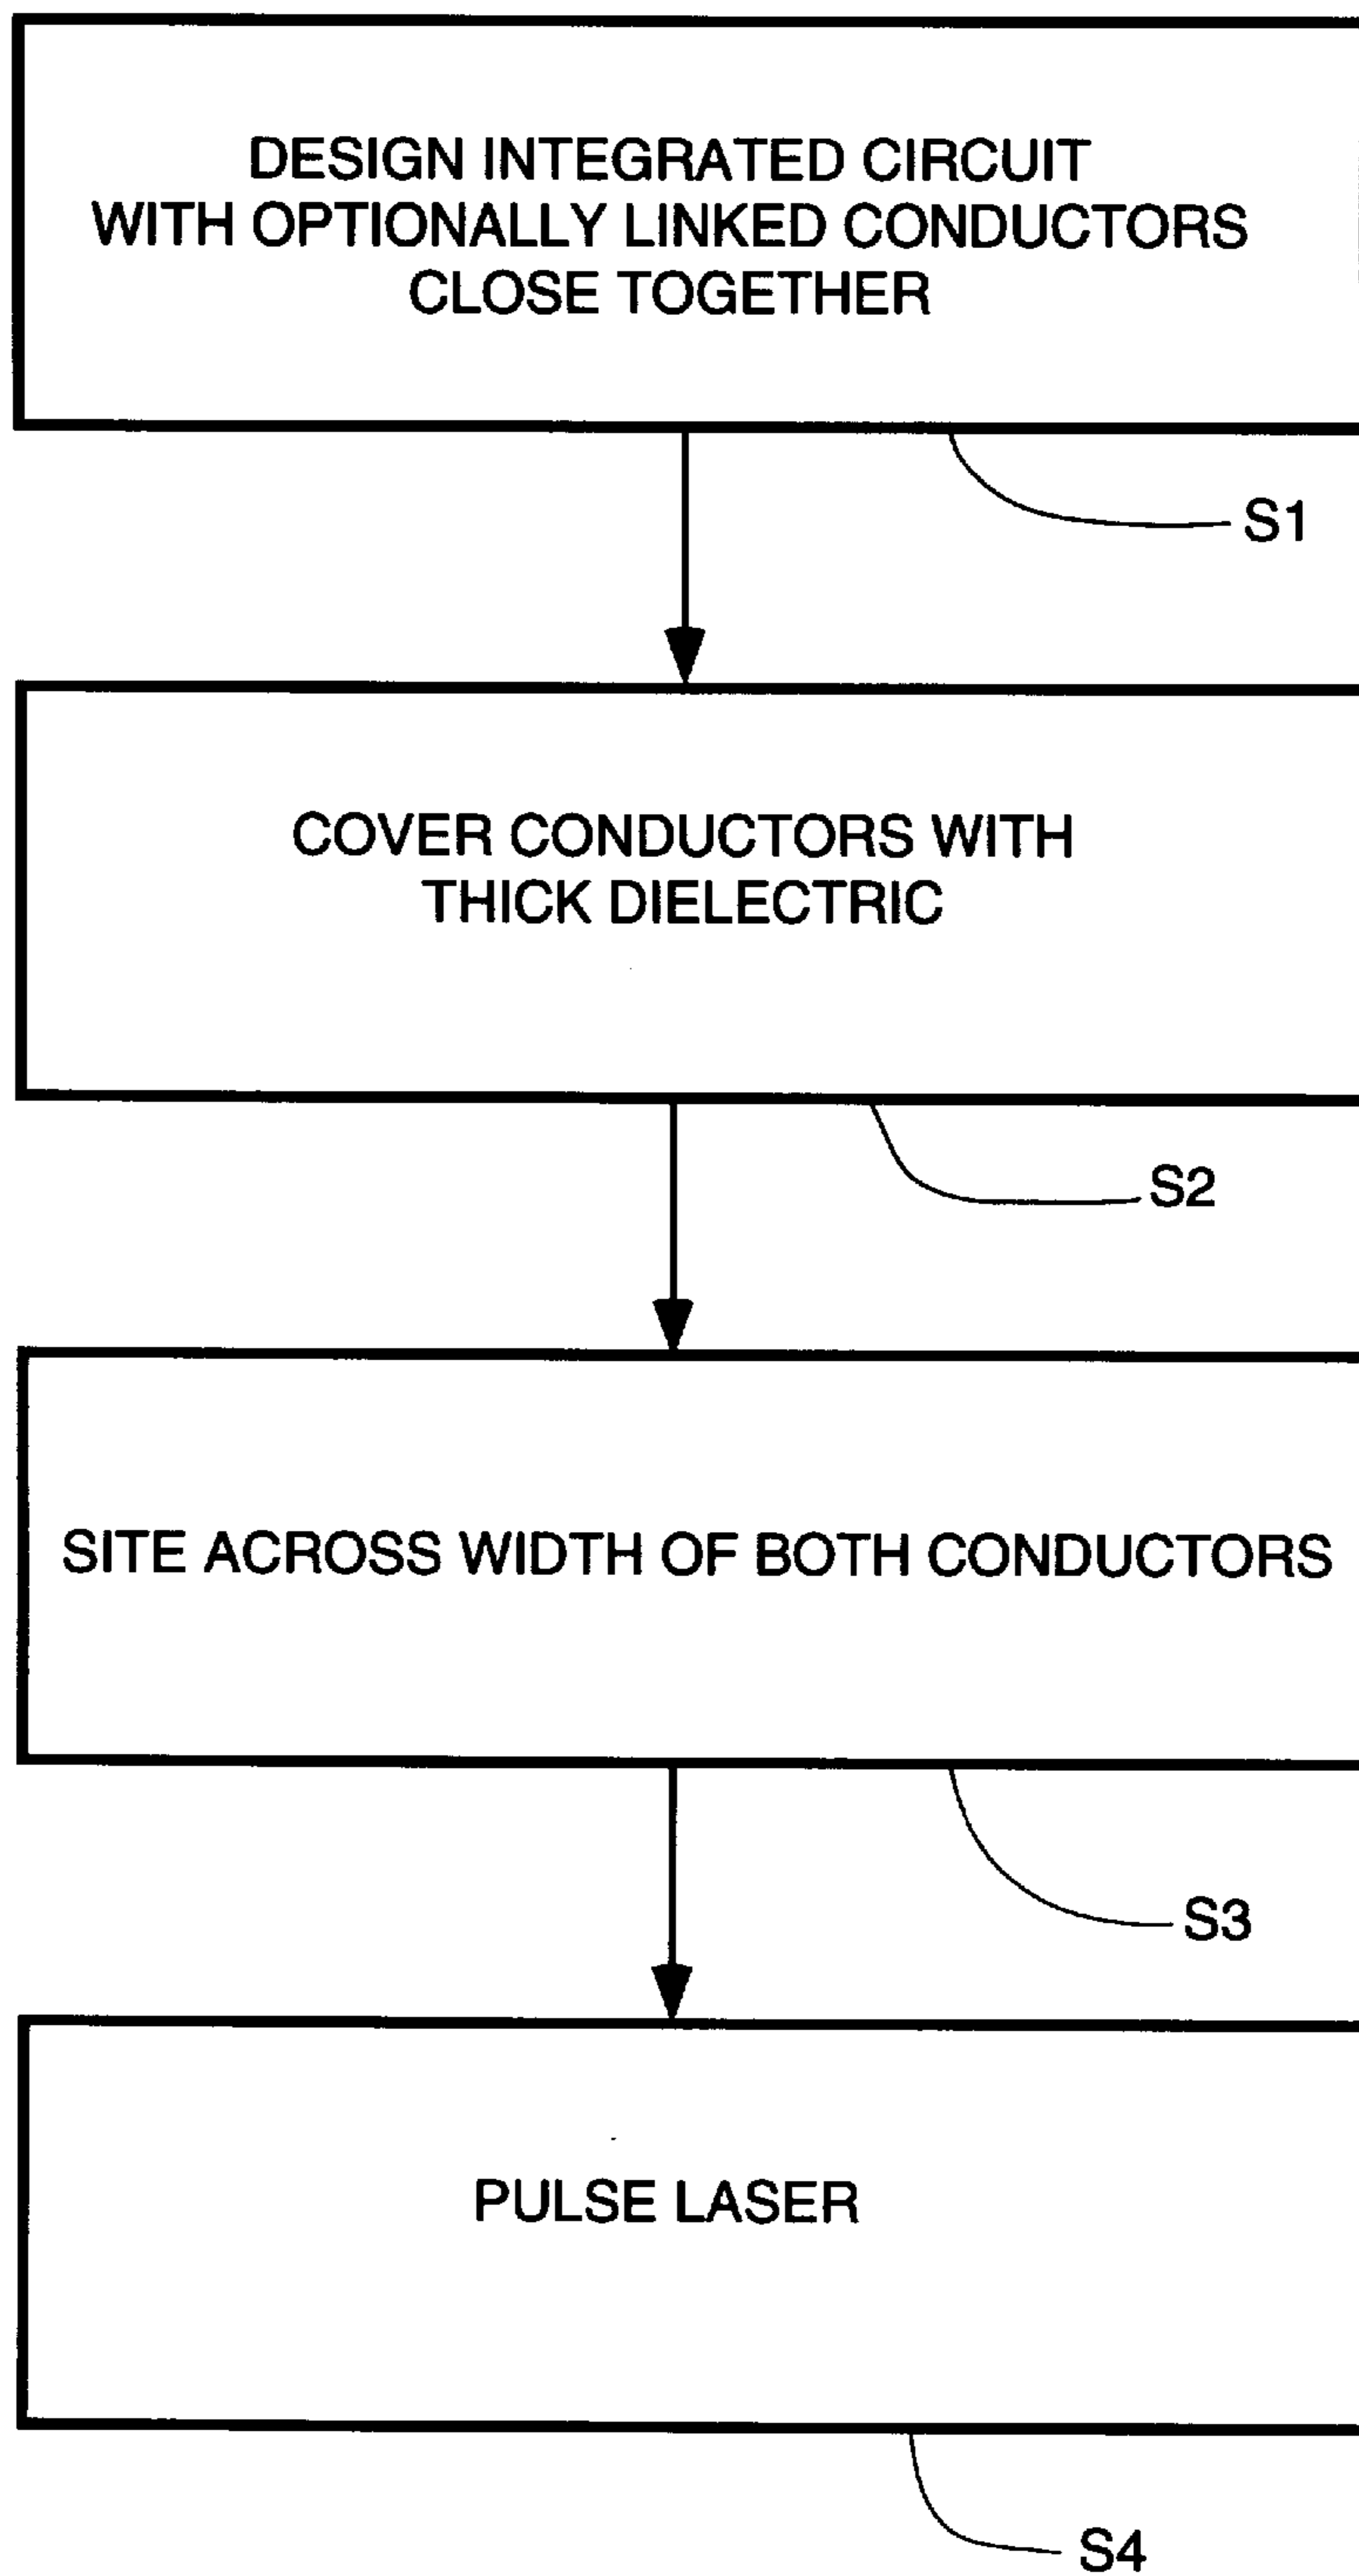 DESIGN INTEGRATED CIRCUIT
WITH OPTIONALLY LINKED CONDUCTORS
CLOSE TOGETHER
S1
COVER CONDUCTORS WITH
THICK DIELECTRIC
S2
SITE ACROSS WIDTH OF BOTH CONDUCTORS
S3
PULSE LASER
S4